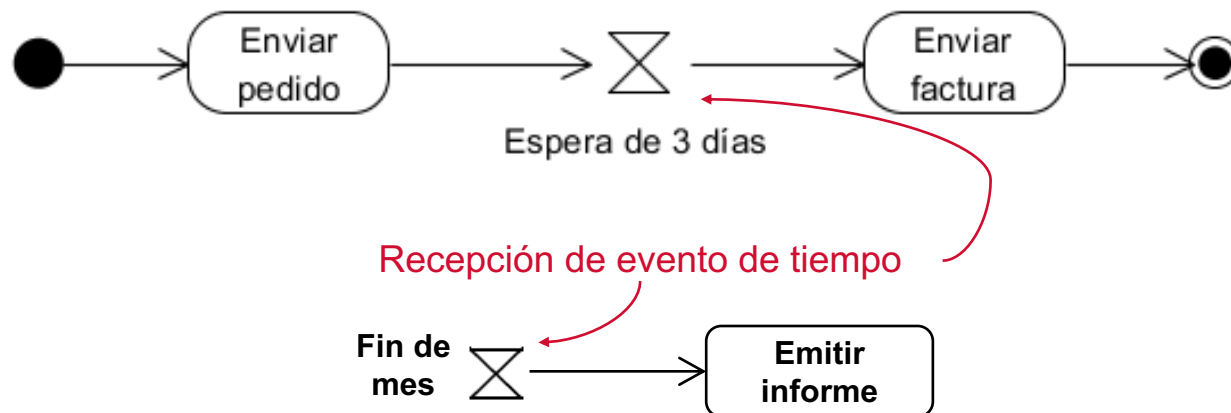 Enviar
pedido
Enviar
factura
Espera de 3 días
Recepción de evento de tiempo
Fin de
mes
Emitir
informe